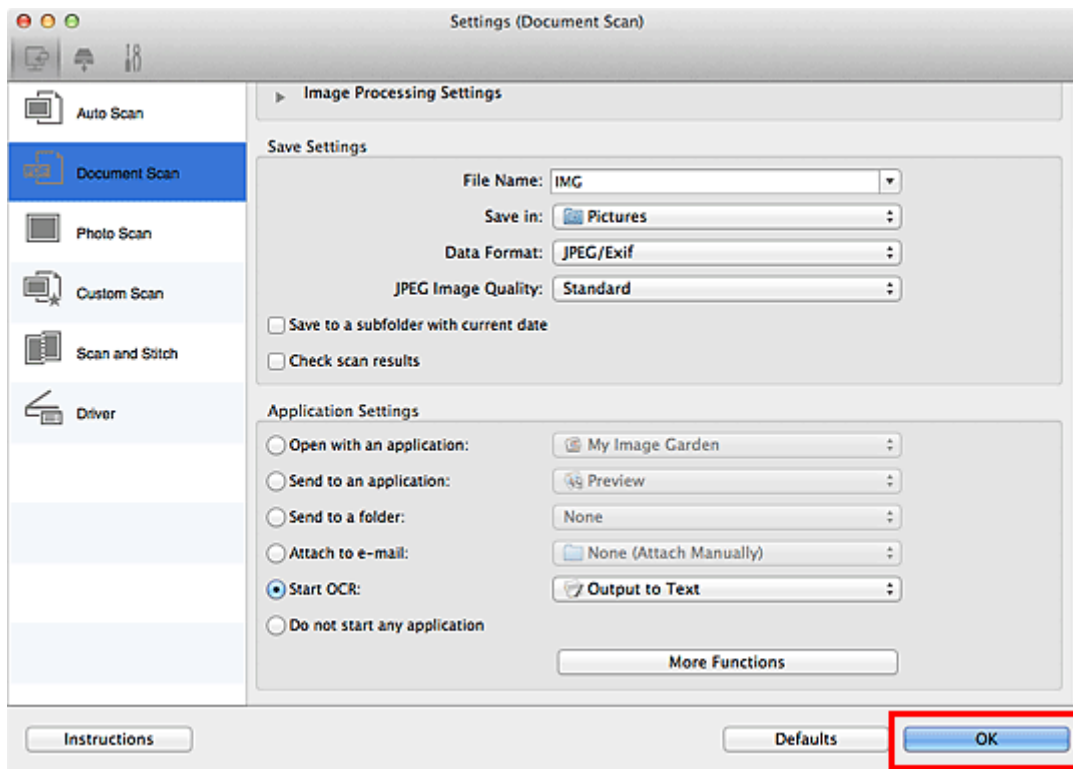 Settings (Document Scan)
Auto Scan
Document Scan
Photo Scan
Custom Scan
Scan and Stitch
Driver
Image Processing Settings
Save Settings
File Name: IMG
Save in: Pictures
Data Format: JPEG/Exif
JPEG Image Quality: Standard
Save to a subfolder with current date
Check scan results
Application Settings
Open with an application: My Image Garden
Send to an application: Preview
Send to a folder: None
Attach to e-mail: None (Attach Manually)
Start OCR: Output to Text
Do not start any application
More Functions
Instructions Defaults OK